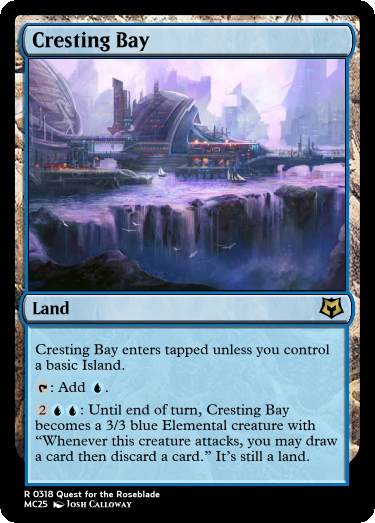 Cresting Bay
Land
Cresting Bay enters tapped unless you control
a basic Island.
: Add .
2 : Until end of turn, Cresting Bay
becomes a 3/3 blue Elemental creature with
“Whenever this creature attacks, you may draw
a card then discard a card.” It’s still a land.
R 0318 Quest for the Roseblade
MC25 Josh Calloway